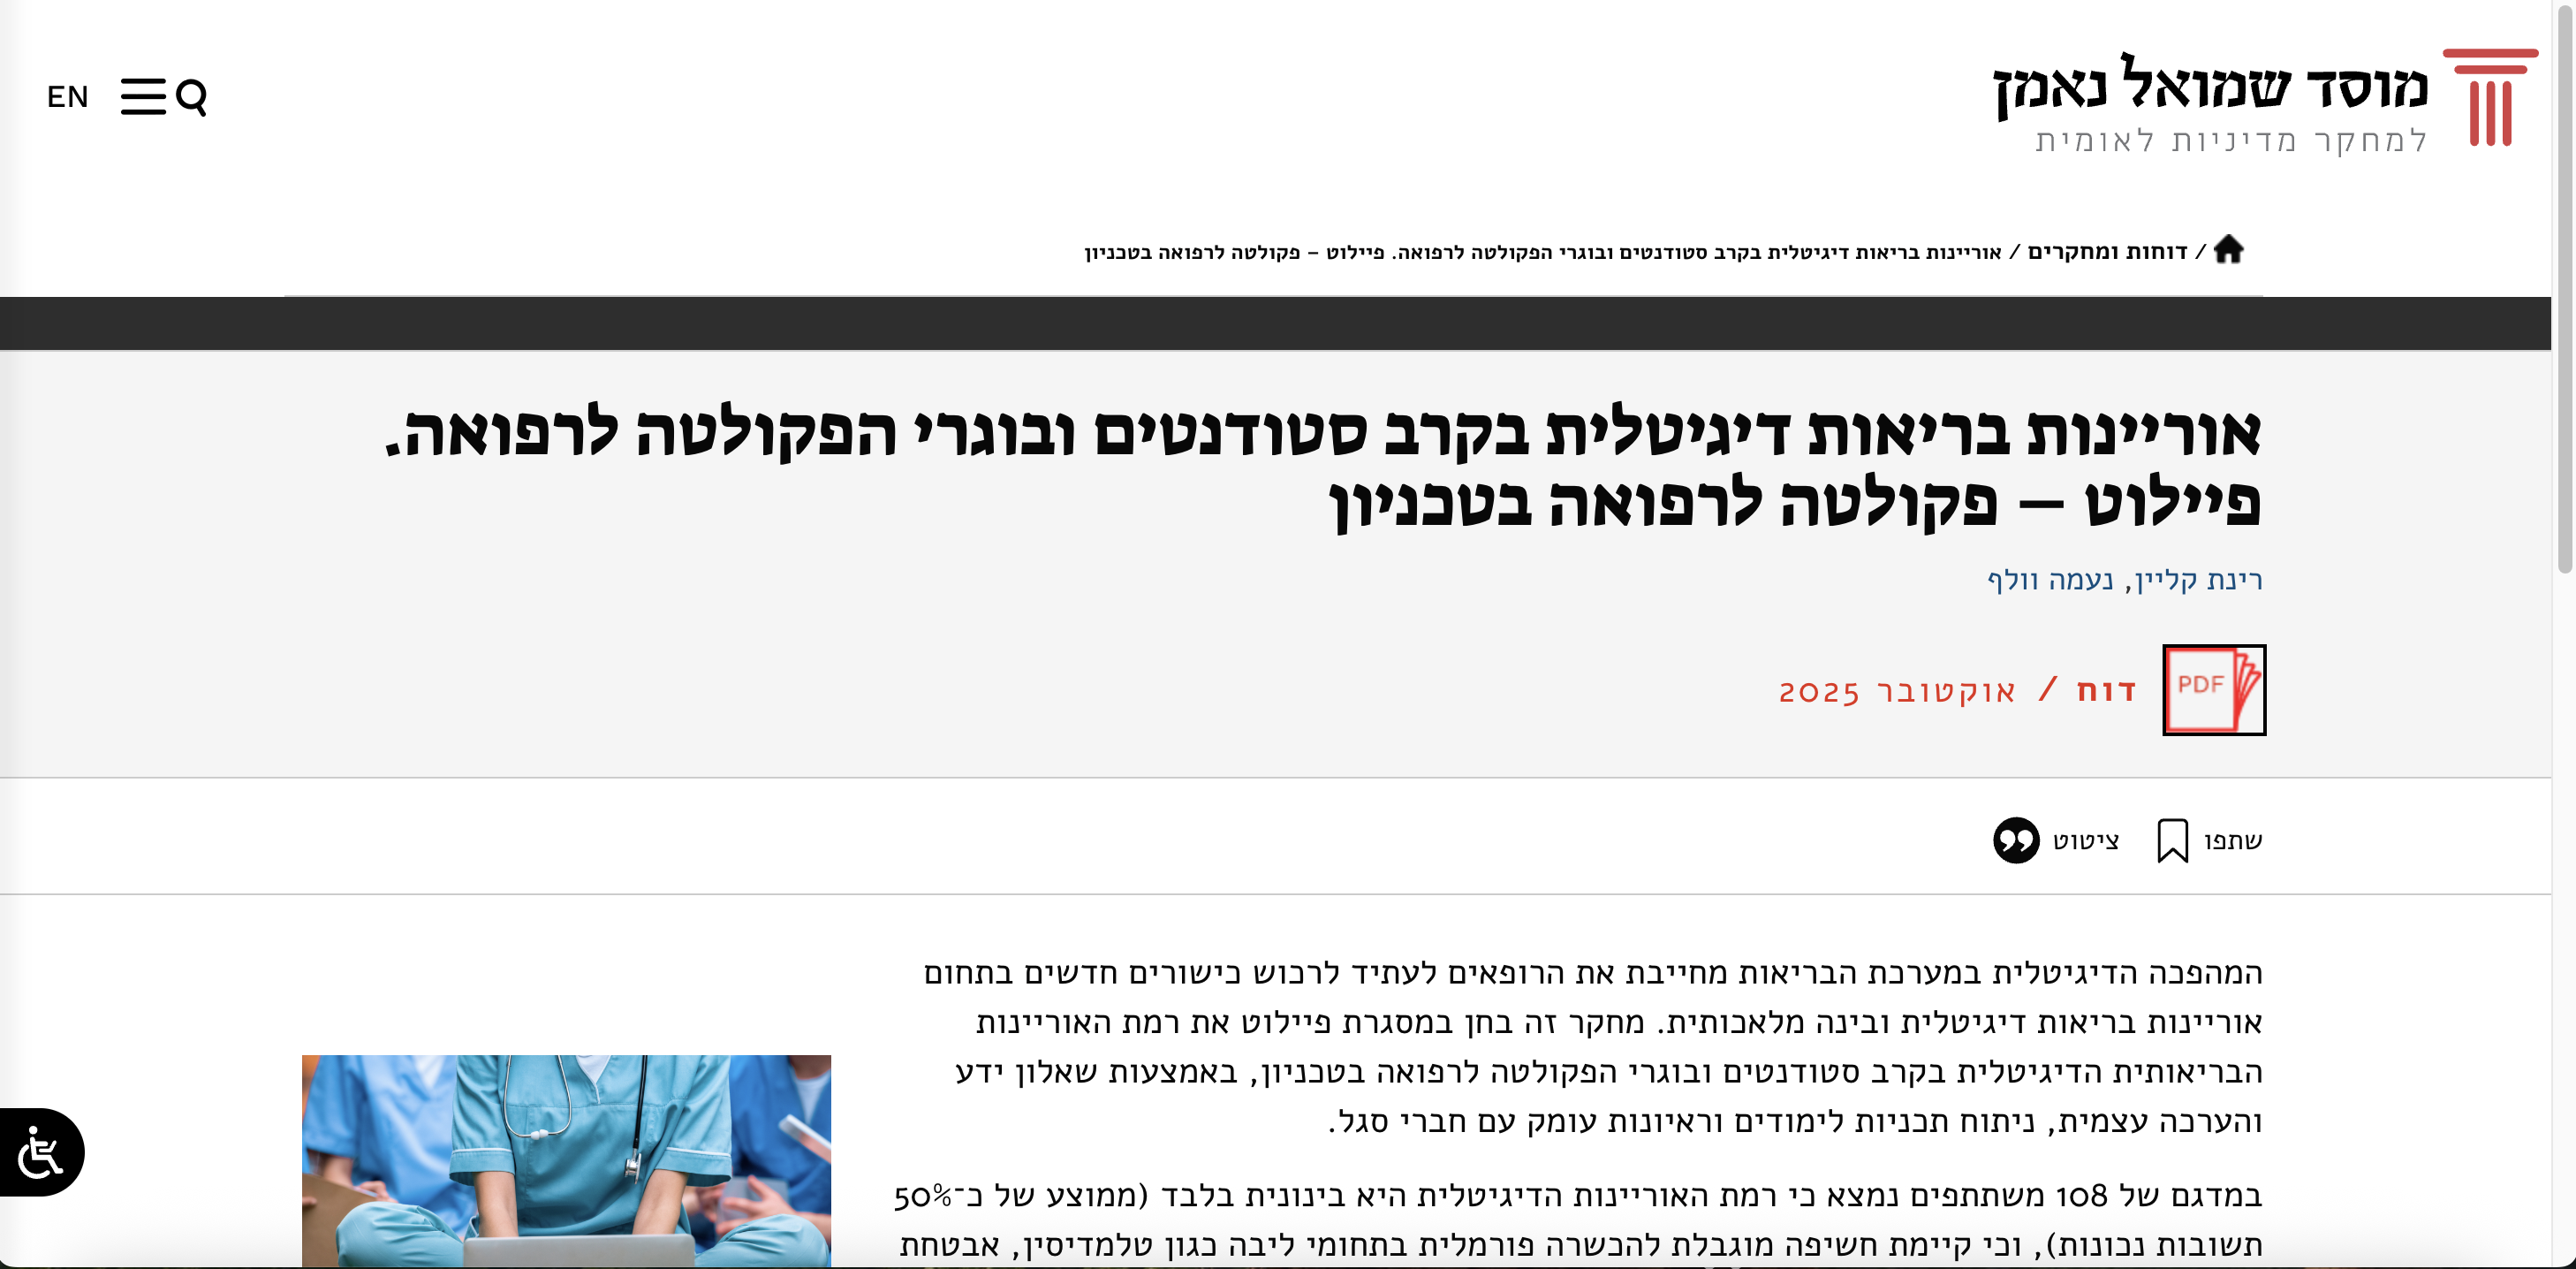 מוסד שמואל נאמן
למחקר מדיניות לאומית
EN
/ דוחות ומחקרים / אוריינות בריאות דיגיטלית בקרב סטודנטים ובוגרי הפקולטה לרפואה. פיילוט – פקולטה לרפואה בטכניון
אוריינות בריאות דיגיטלית בקרב סטודנטים ובוגרי הפקולטה לרפואה.
פיילוט – פקולטה לרפואה בטכניון
רינת קליין, נעמה וולף
PDF
דוח / אוקטובר 2025
שתפו
ציטוט
המהפכה הדיגיטלית במערכת הבריאות מחייבת את הרופאים לעתיד לרכוש כישורים חדשים בתחום
אוריינות בריאות דיגיטלית ובינה מלאכותית. מחקר זה בחן במסגרת פיילוט את רמת האוריינות
הבריאותית הדיגיטלית בקרב סטודנטים ובוגרי הפקולטה לרפואה בטכניון, באמצעות שאלון ידע
והערכה עצמית, ניתוח תכניות לימודים וראיונות עומק עם חברי סגל.
במדגם של 108 משתתפים נמצא כי רמת האוריינות הדיגיטלית היא בינונית בלבד (ממוצע של כ־50%
תשובות נכונות), וכי קיימת חשיפה מוגבלת להכשרה פורמלית בתחומי ליבה כגון טלמדיסין, אבטחת